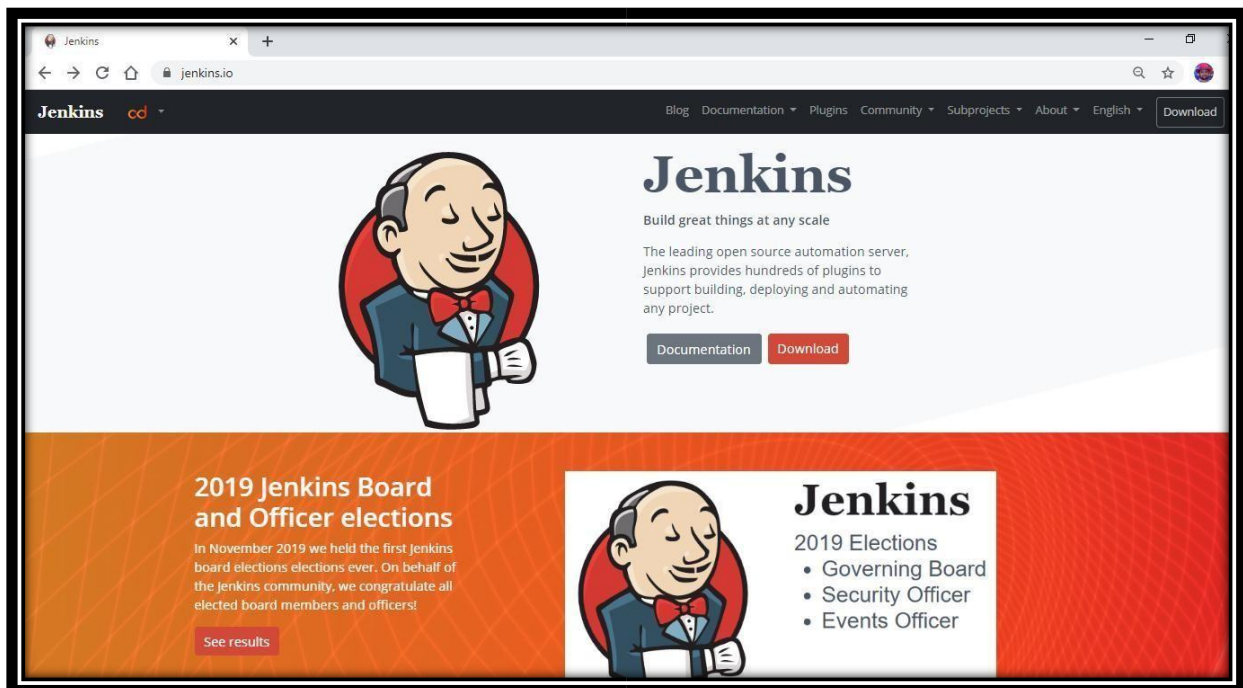 Jenkins
jenkins.io
Jenkins cd Blog Documentation Plugins Community Subprojects About English Download
Jenkins
Build great things at any scale
The leading open source automation server,
Jenkins provides hundreds of plugins to
support building, deploying and automating
any project.
Documentation Download
2019 Jenkins Board
and Officer elections
In November 2019 we held the first Jenkins
board elections elections ever. On behalf of
the Jenkins community, we congratulate all
elected board members and officers!
See results
Jenkins
2019 Elections
• Governing Board
• Security Officer
• Events Officer